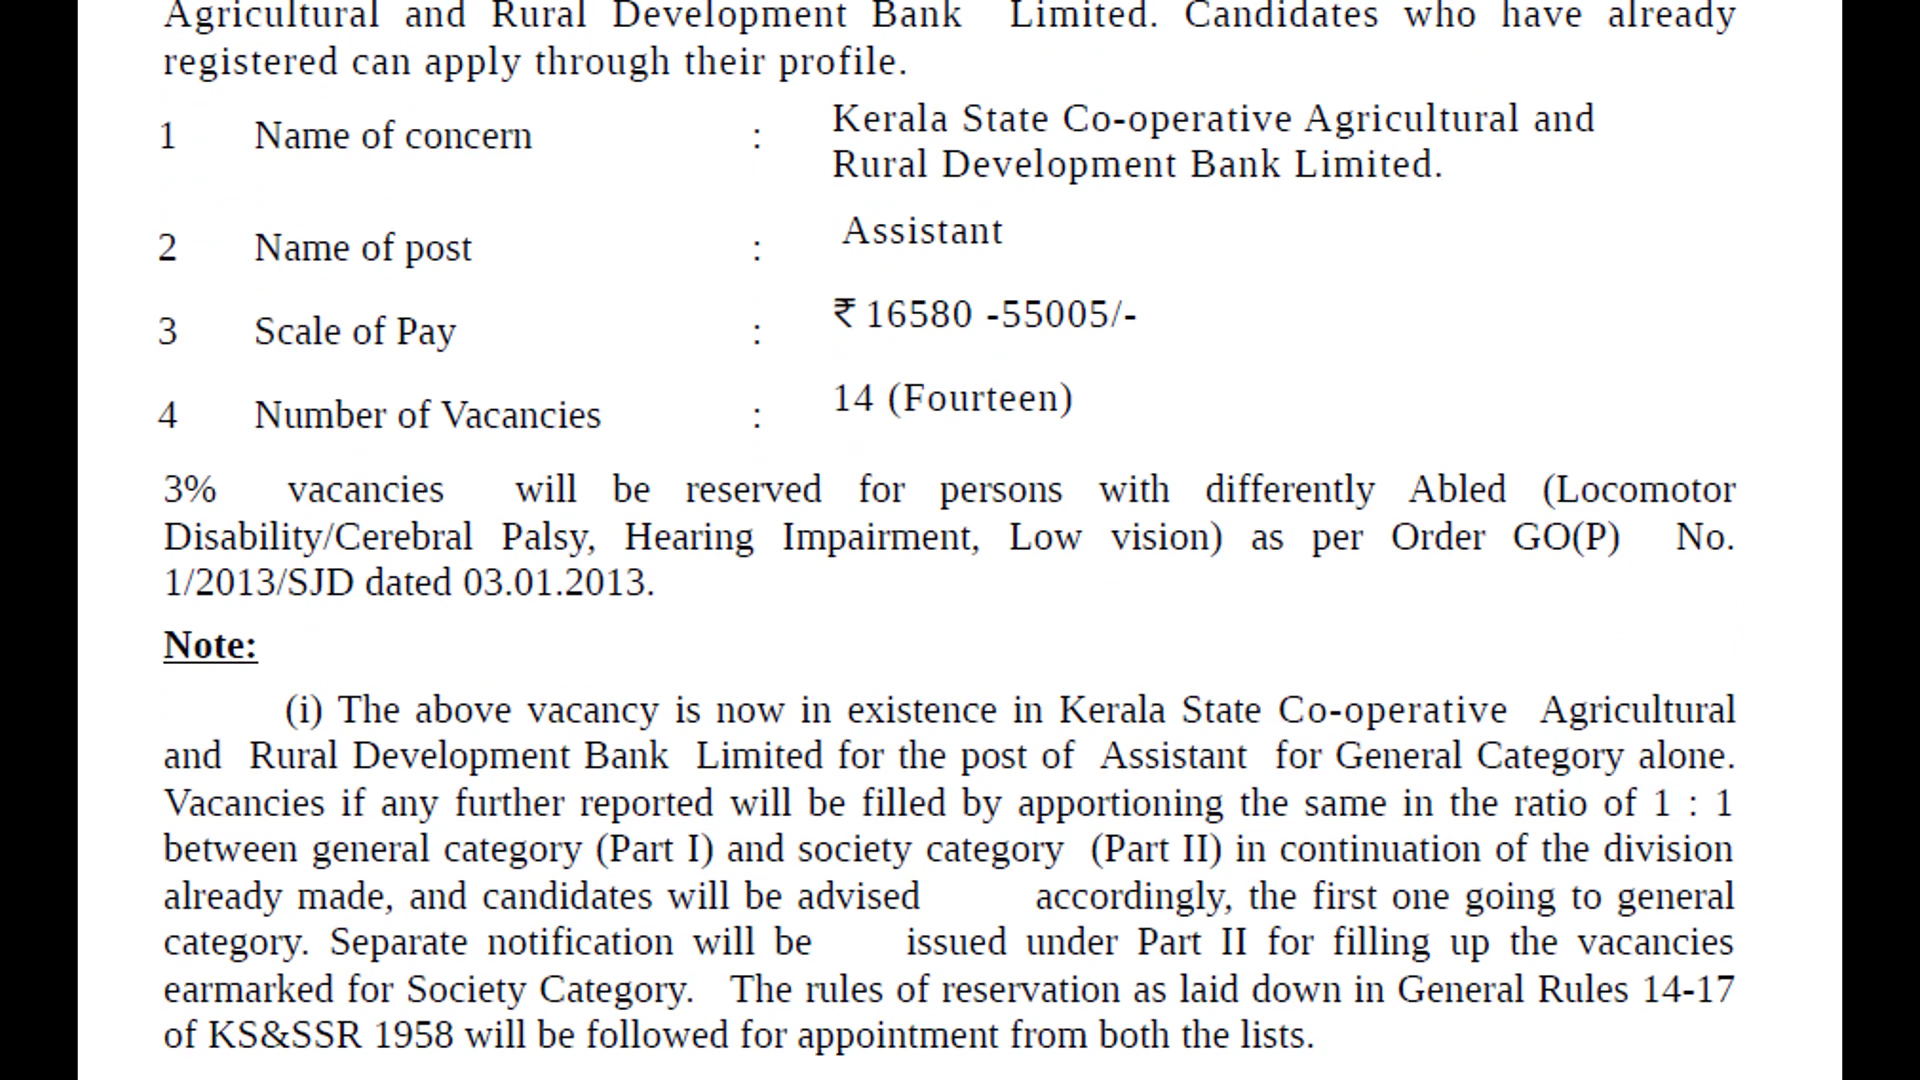 Agricultural and Rural Development Bank Limited. Candidates who have already
registered can apply through their profile.
1 Name of concern : Kerala State Co-operative Agricultural and
Rural Development Bank Limited.
2 Name of post : Assistant
3 Scale of Pay : ₹ 16580 -55005/-
4 Number of Vacancies : 14 (Fourteen)
3% vacancies will be reserved for persons with differently Abled (Locomotor
Disability/Cerebral Palsy, Hearing Impairment, Low vision) as per Order GO(P) No.
1/2013/SJD dated 03.01.2013.
Note:
(i) The above vacancy is now in existence in Kerala State Co-operative Agricultural
and Rural Development Bank Limited for the post of Assistant for General Category alone.
Vacancies if any further reported will be filled by apportioning the same in the ratio of 1 : 1
between general category (Part I) and society category (Part II) in continuation of the division
already made, and candidates will be advised accordingly, the first one going to general
category. Separate notification will be issued under Part II for filling up the vacancies
earmarked for Society Category. The rules of reservation as laid down in General Rules 14-17
of KS&SSR 1958 will be followed for appointment from both the lists.